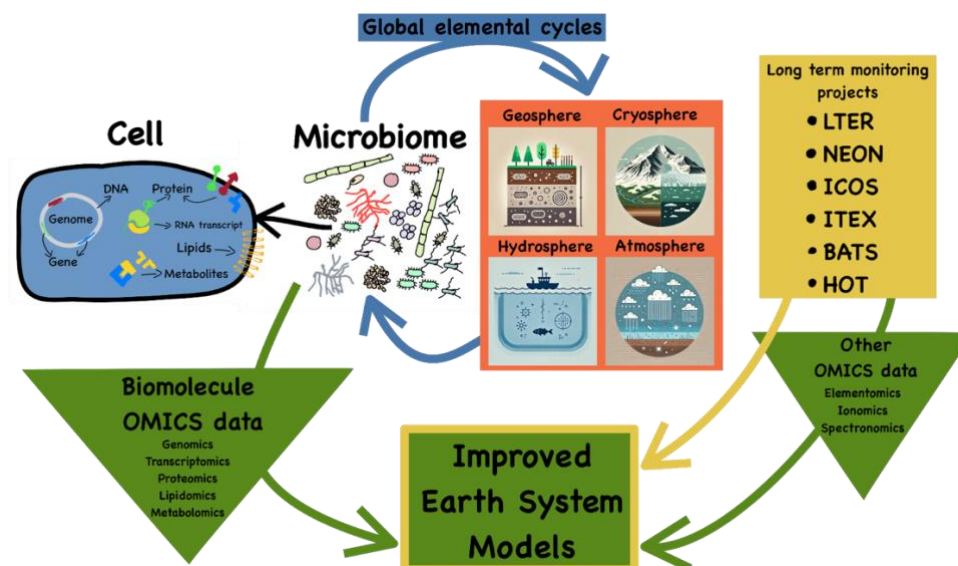 Global elemental cycles
Cell
DNA
Protein
Genome
RNA transcript
Gene
Lipids
Metabolites
Microbiome
Geosphere
Cryosphere
Hydrosphere
Atmosphere
Long term monitoring
projects
• LTER
• NEON
• ICOS
• ITEX
• BATS
• HOT
Biomolecule
OMICS data
Genomics
Transcriptomics
Proteomics
Lipidomics
Metabolomics
Improved
Earth System
Models
Other
OMICS data
Elementomics
Ionomics
Spectronomics